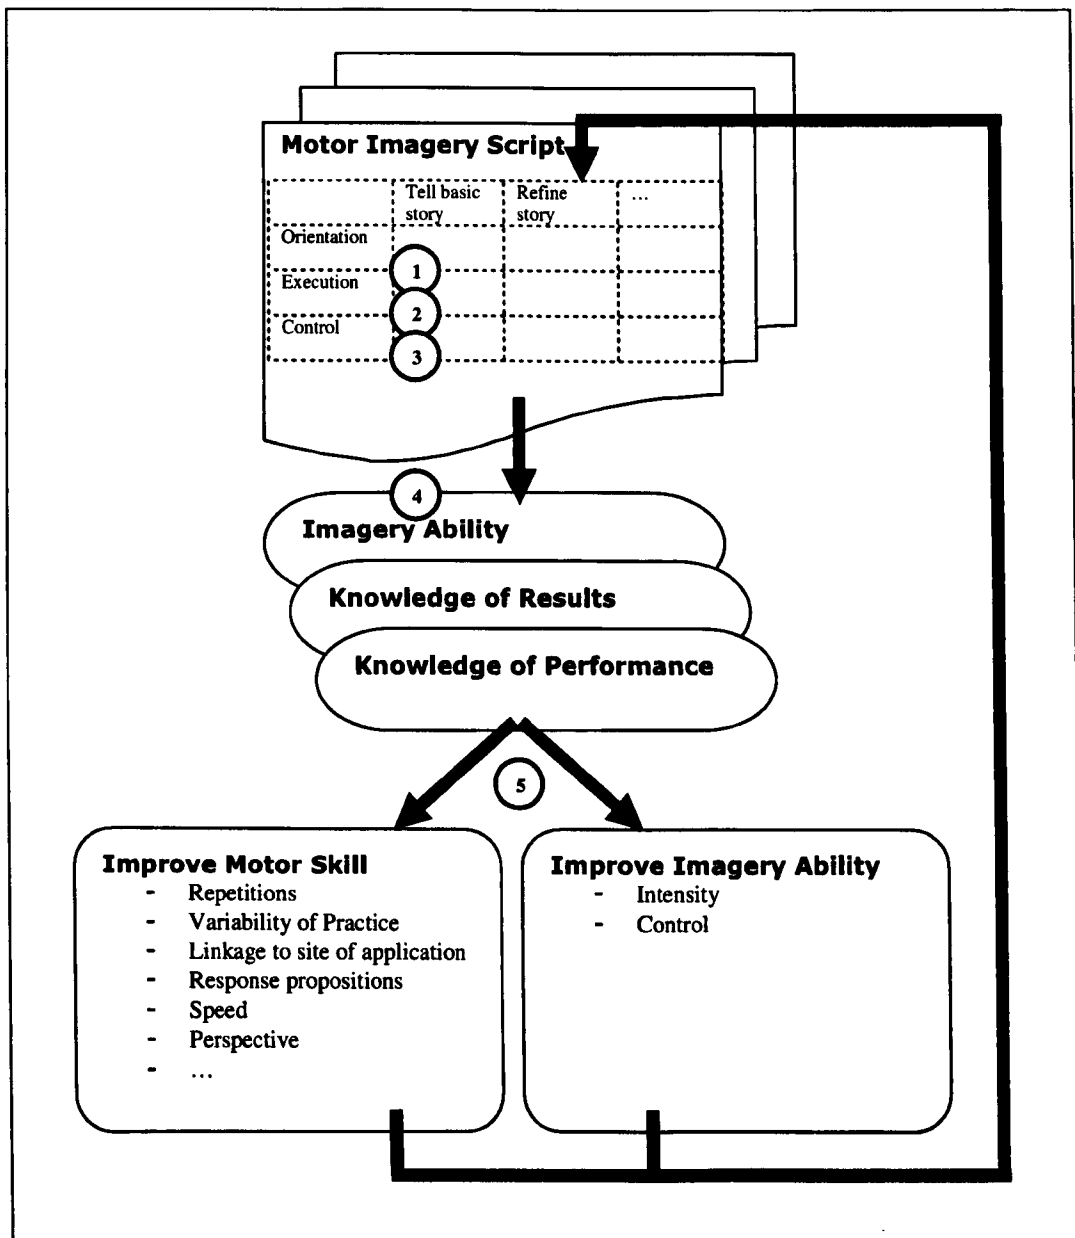 Motor Imagery Script
Tell basic story
Refine story
...
Orientation
1
Execution
2
Control
3
4
Imagery Ability
Knowledge of Results
Knowledge of Performance
5
Improve Motor Skill
- Repetitions
- Variability of Practice
- Linkage to site of application
- Response propositions
- Speed
- Perspective
- ...
Improve Imagery Ability
- Intensity
- Control